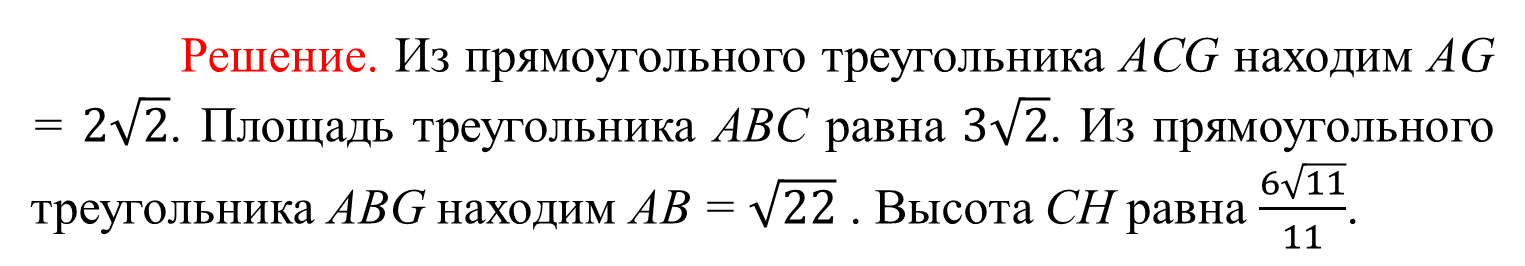 Решение. Из прямоугольного треугольника ACG находим AG
= 2√2. Площадь треугольника ABC равна 3√2. Из прямоугольного
треугольника ABG находим AB = √22 . Высота CH равна 6√11/11.